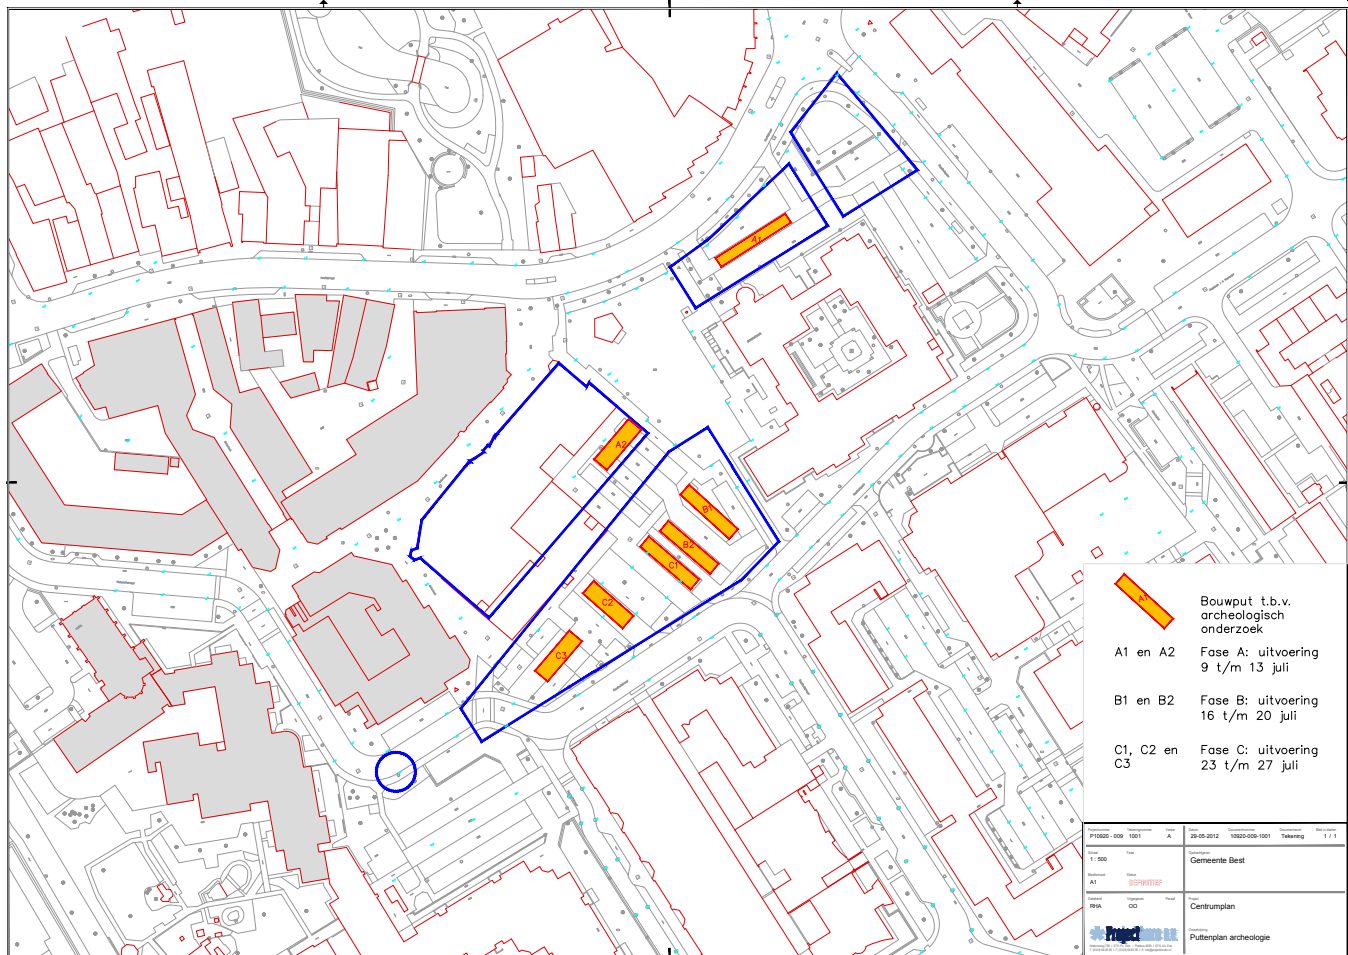 A1
A2
B1
B2
C1
C2
C3
A1
Bouwput t.b.v.
archeologisch
onderzoek
A1 en A2 Fase A: uitvoering
9 t/m 13 juli
B1 en B2 Fase B: uitvoering
16 t/m 20 juli
C1, C2 en Fase C: uitvoering
C3 23 t/m 27 juli
P10920 - 009 1001 A 29-05-2012 10920-009-1001 Tekening 1 / 1
1 : 500
Gemeente Best
A1
DEFINITIEF
RHA OO
Centrumplan
Puttenplan archeologie